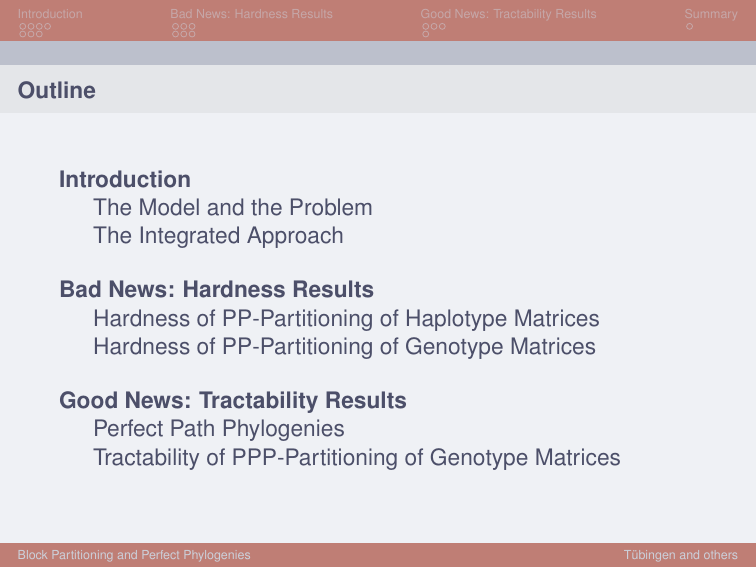 Introduction Bad News: Hardness Results Good News: Tractability Results Summary
Outline
Introduction
The Model and the Problem
The Integrated Approach
Bad News: Hardness Results
Hardness of PP-Partitioning of Haplotype Matrices
Hardness of PP-Partitioning of Genotype Matrices
Good News: Tractability Results
Perfect Path Phylogenies
Tractability of PPP-Partitioning of Genotype Matrices
Block Partitioning and Perfect Phylogenies Tübingen and others